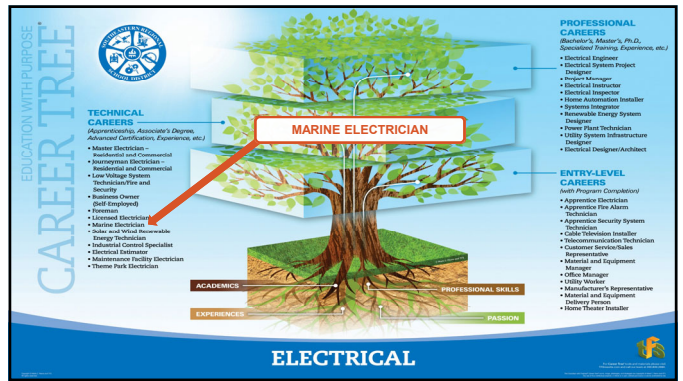 EDUCATION WITH PURPOSE
CAREER TREE
SOUTHEASTERN REGIONAL
SCHOOL DISTRICT
TECHNICAL
CAREERS
(Apprenticeship, Associate's Degree,
Advanced Certification, Experience, etc.)
• Master Electrician –
Residential and Commercial
• Journeyman Electrician –
Residential and Commercial
• Low Voltage System
Technician/Fire and
Security
• Business Owner
(Self-Employed)
• Foreman
• Licensed Electrician
• Marine Electrician
• Solar and Wind Renewable
Energy Technician
• Industrial Control Specialist
• Electrical Estimator
• Maintenance Facility Electrician
• Theme Park Electrician
MARINE ELECTRICIAN
PROFESSIONAL
CAREERS
(Bachelor's, Master's, Ph.D.,
Specialized Training, Experience, etc.)
• Electrical Engineer
• Electrical System Project
Designer
• Project Manager
• Electrical Instructor
• Electrical Inspector
• Home Automation Installer
• Systems Integrator
• Renewable Energy System
Designer
• Power Plant Technician
• Utility System Infrastructure
Designer
• Electrical Designer/Architect
ENTRY-LEVEL
CAREERS
(with Program Completion)
• Apprentice Electrician
• Apprentice Fire Alarm
Technician
• Apprentice Security System
Technician
• Cable Television Installer
• Telecommunication Technician
• Customer Service/Sales
Representative
• Material and Equipment
Manager
• Office Manager
• Utility Worker
• Manufacturer's Representative
• Material and Equipment
Delivery Person
• Home Theater Installer
ACADEMICS
PROFESSIONAL SKILLS
EXPERIENCES
PASSION
ELECTRICAL